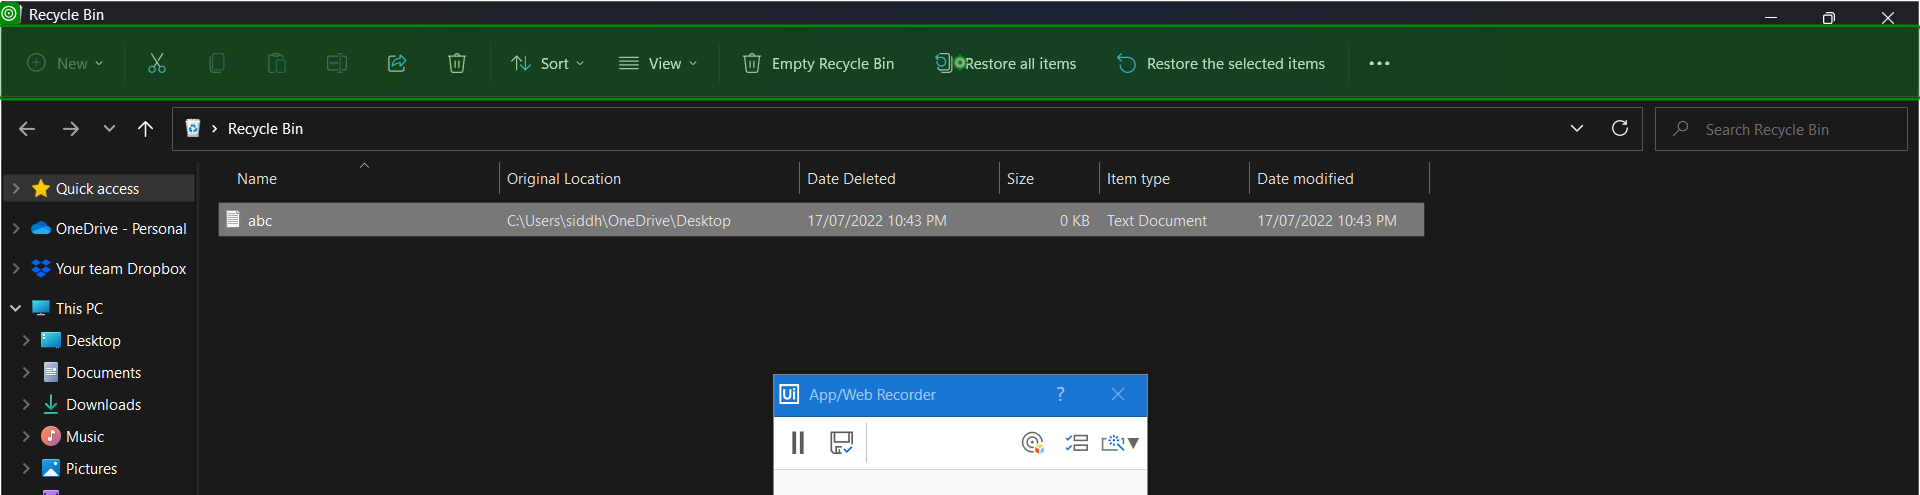 Recycle Bin
New Sort View Empty Recycle Bin Restore all items Restore the selected items
Recycle Bin Search Recycle Bin
Name Original Location Date Deleted Size Item type Date modified
abc C:\Users\siddh\OneDrive\Desktop 17/07/2022 10:43 PM 0 KB Text Document 17/07/2022 10:43 PM
Quick access
OneDrive - Personal
Your team Dropbox
This PC
Desktop
Documents
Downloads
Music
Pictures
Ui App/Web Recorder ?